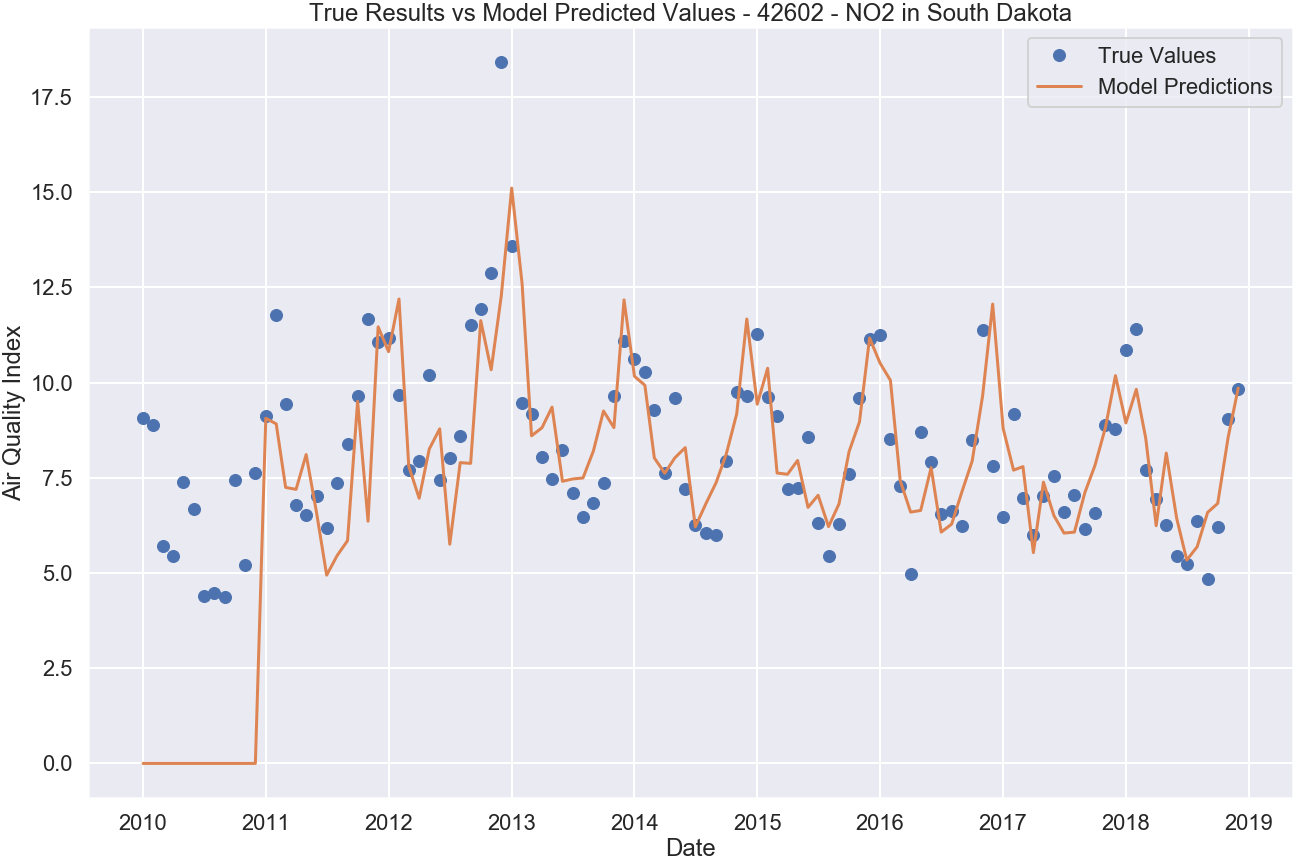 True Results vs Model Predicted Values - 42602 - NO2 in South Dakota
True Values
Model Predictions
17.5
15.0
12.5
10.0
7.5
5.0
2.5
0.0
Air Quality Index
2010 2011 2012 2013 2014 2015 2016 2017 2018 2019
Date